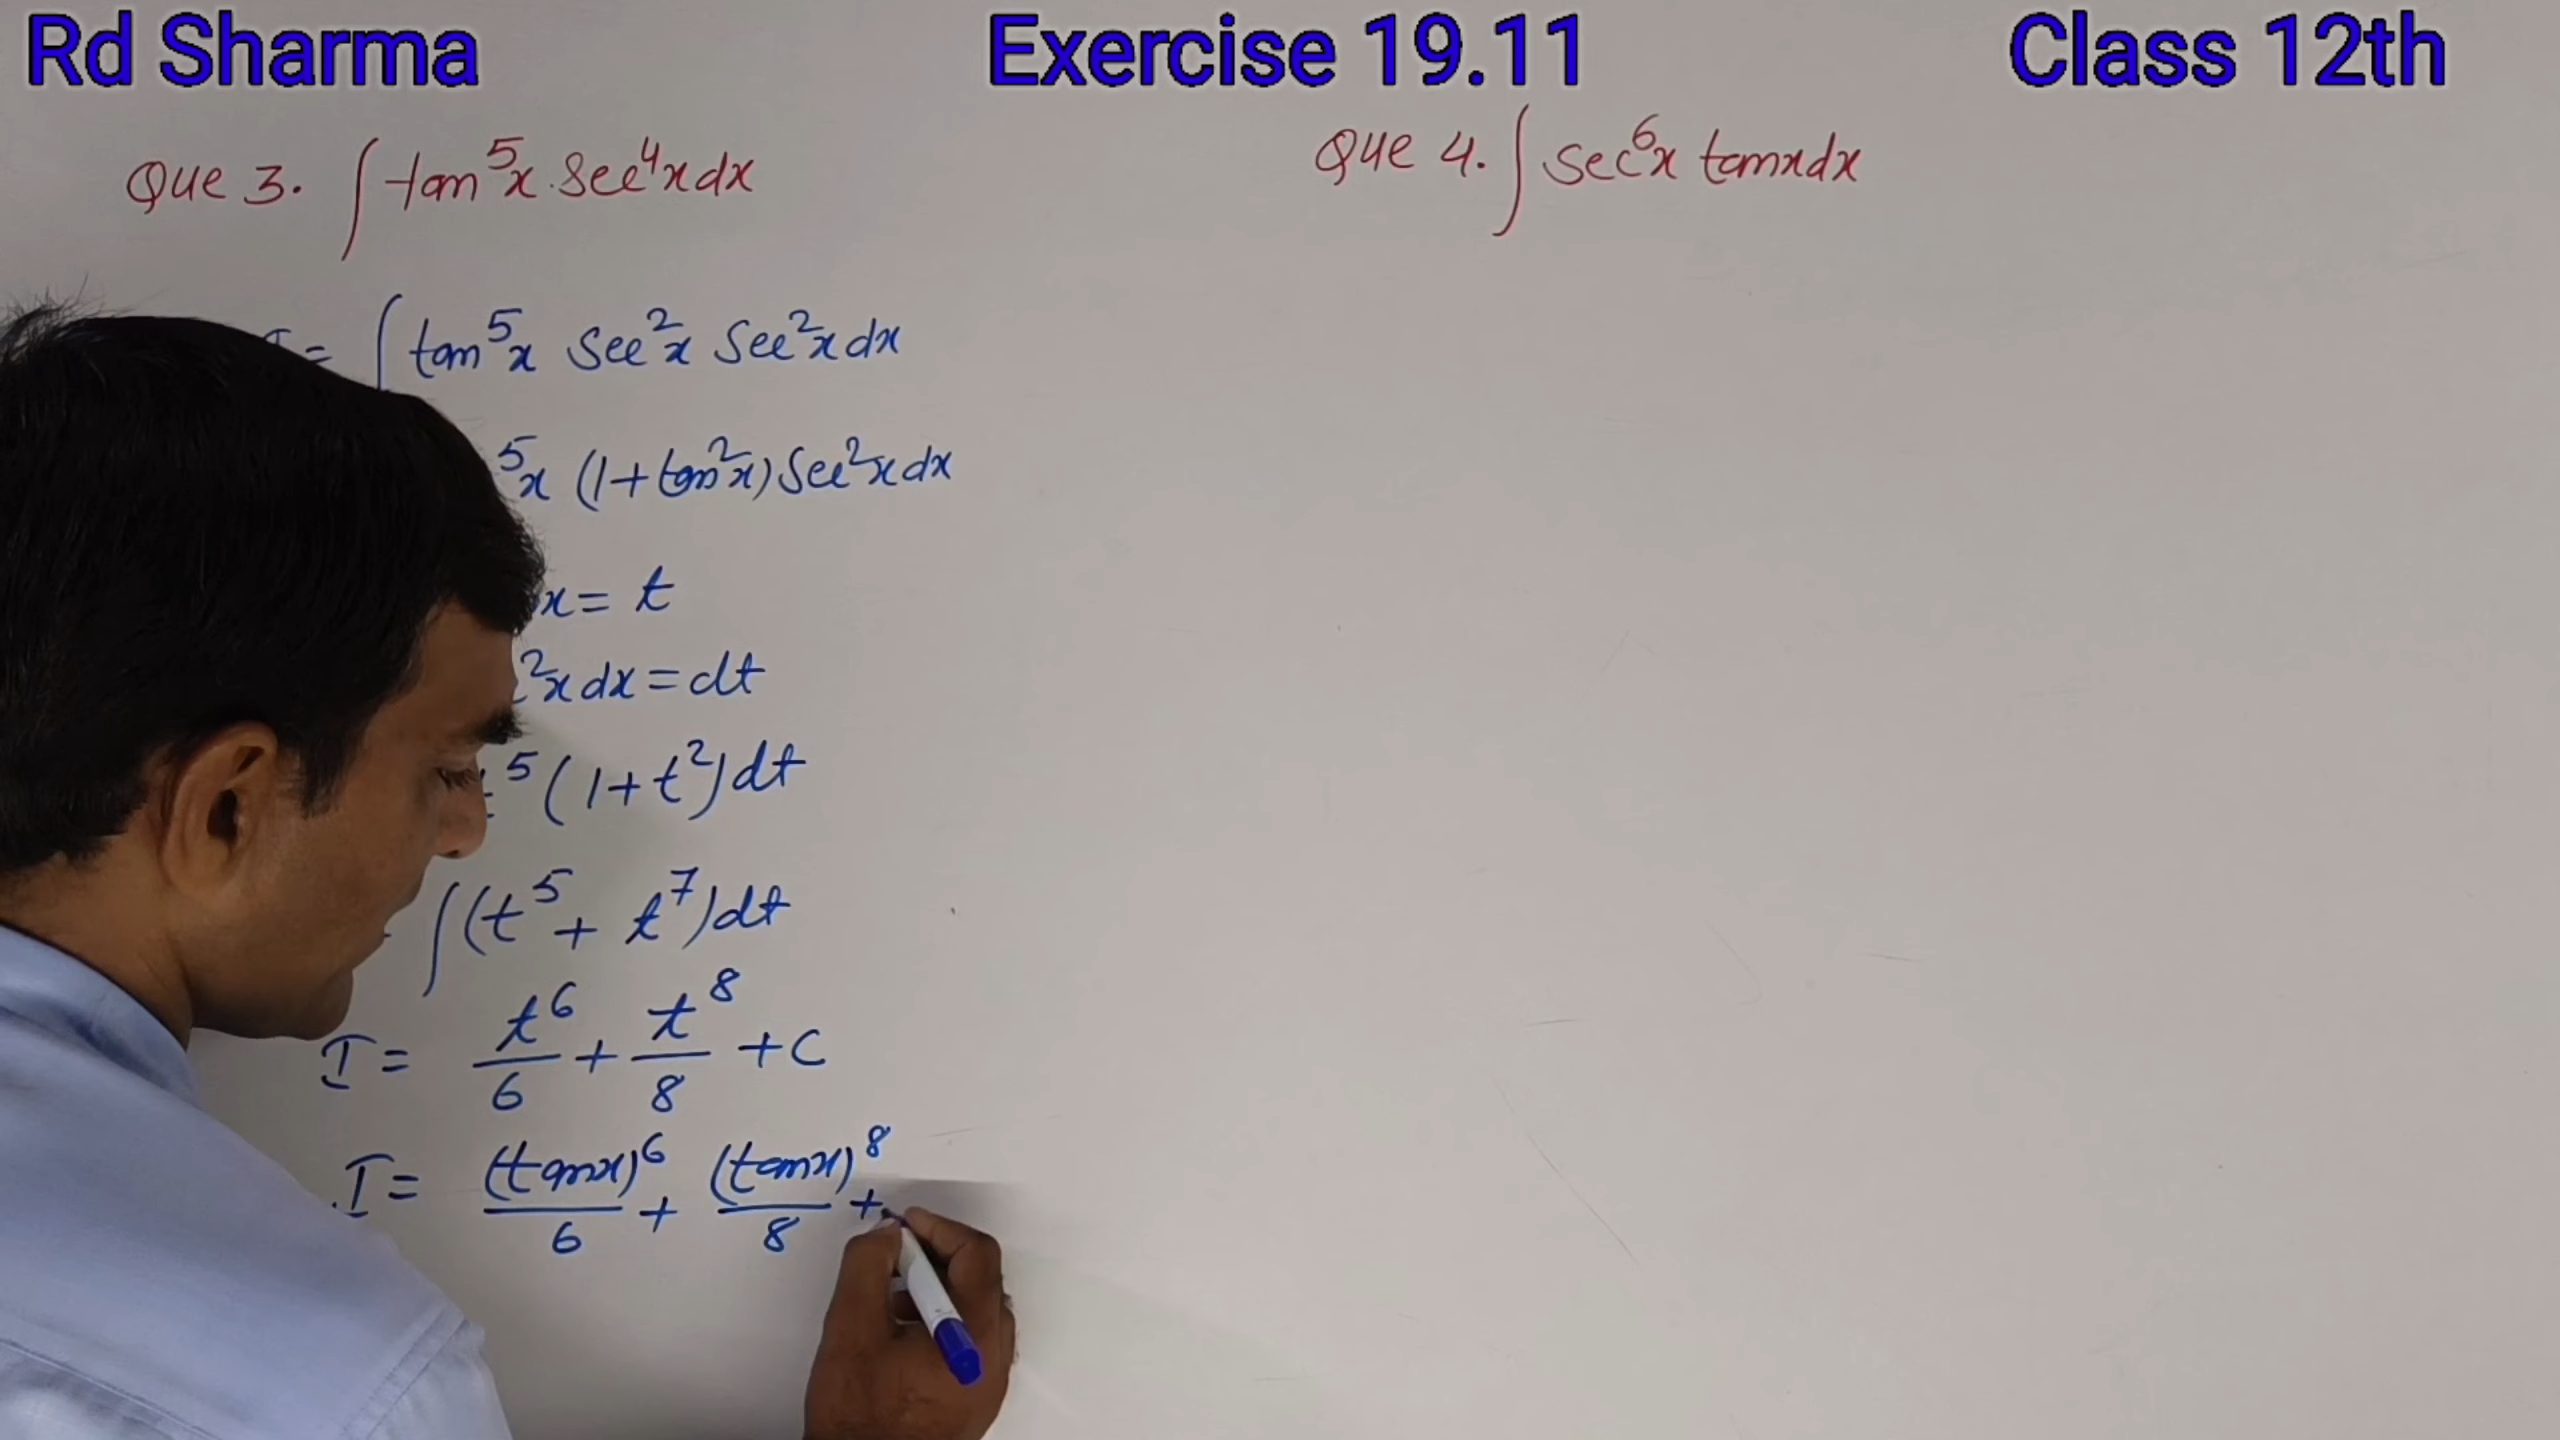 Rd Sharma Exercise 19.11 Class 12th
Que 3. ∫ tan⁵x . sec⁴x dx
I = ∫ tan⁵x sec²x sec²x dx
⁵x (1 + tan²x) sec²x dx
x = t
²x dx = dt
t⁵ (1 + t²) dt
∫ (t⁵ + t⁷) dt
I = t⁶/6 + t⁸/8 + c
I = (tanx)⁶/6 + (tanx)⁸/8 +
Que 4. ∫ sec⁶x tanx dx